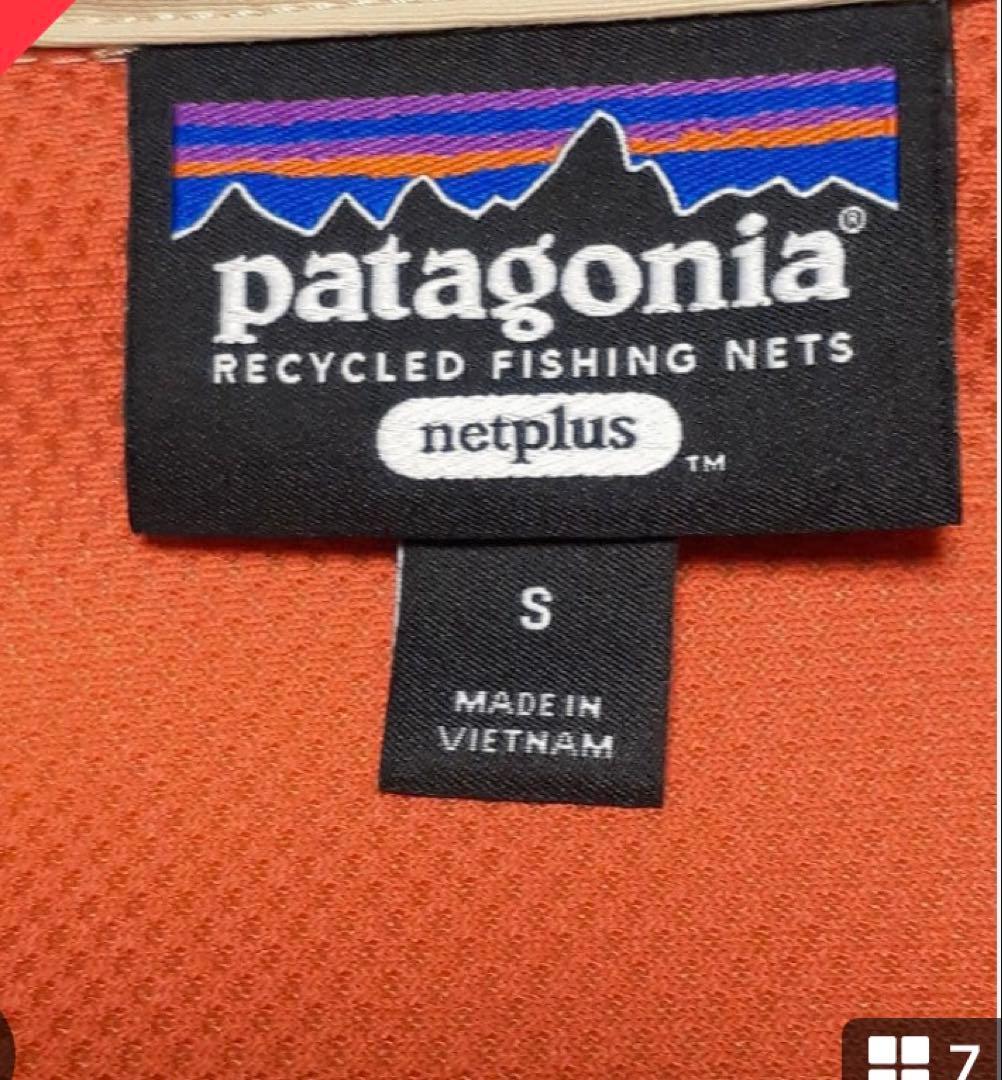 patagonia®
RECYCLED FISHING NETS
netplus™
S
MADE IN
VIETNAM
7